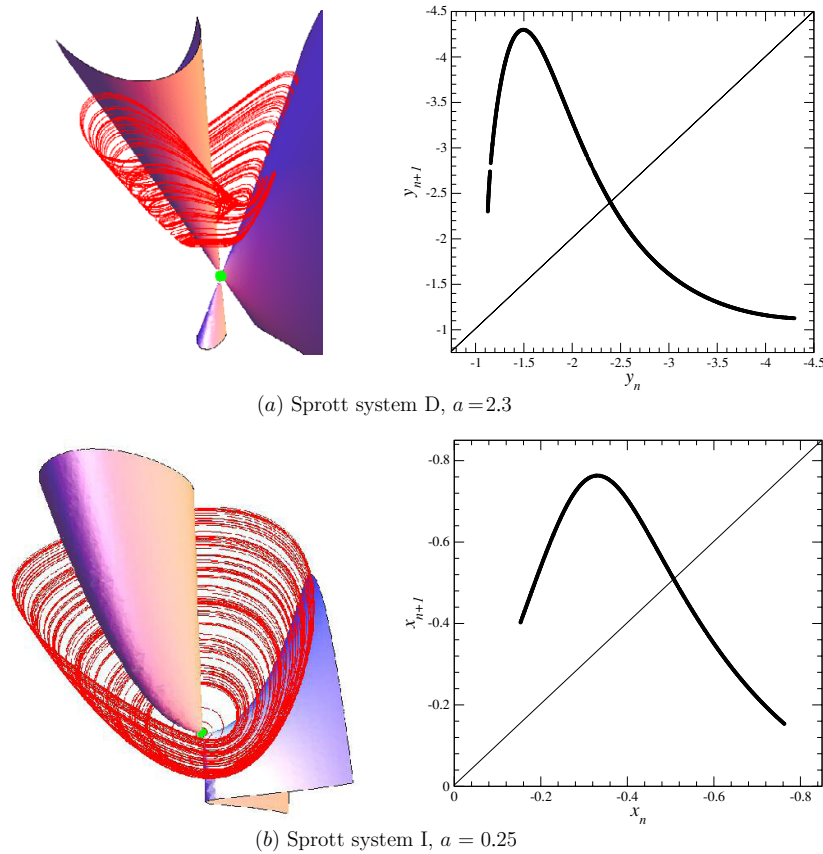 -4.5
-4
-3.5
-3
-2.5
-2
-1.5
-1
y_{n+1}
-1 -1.5 -2 -2.5 -3 -3.5 -4 -4.5
y_n
(a) Sprott system D, a = 2.3
-0.8
-0.6
-0.4
-0.2
0
x_{n+1}
0 -0.2 -0.4 -0.6 -0.8
x_n
(b) Sprott system I, a = 0.25